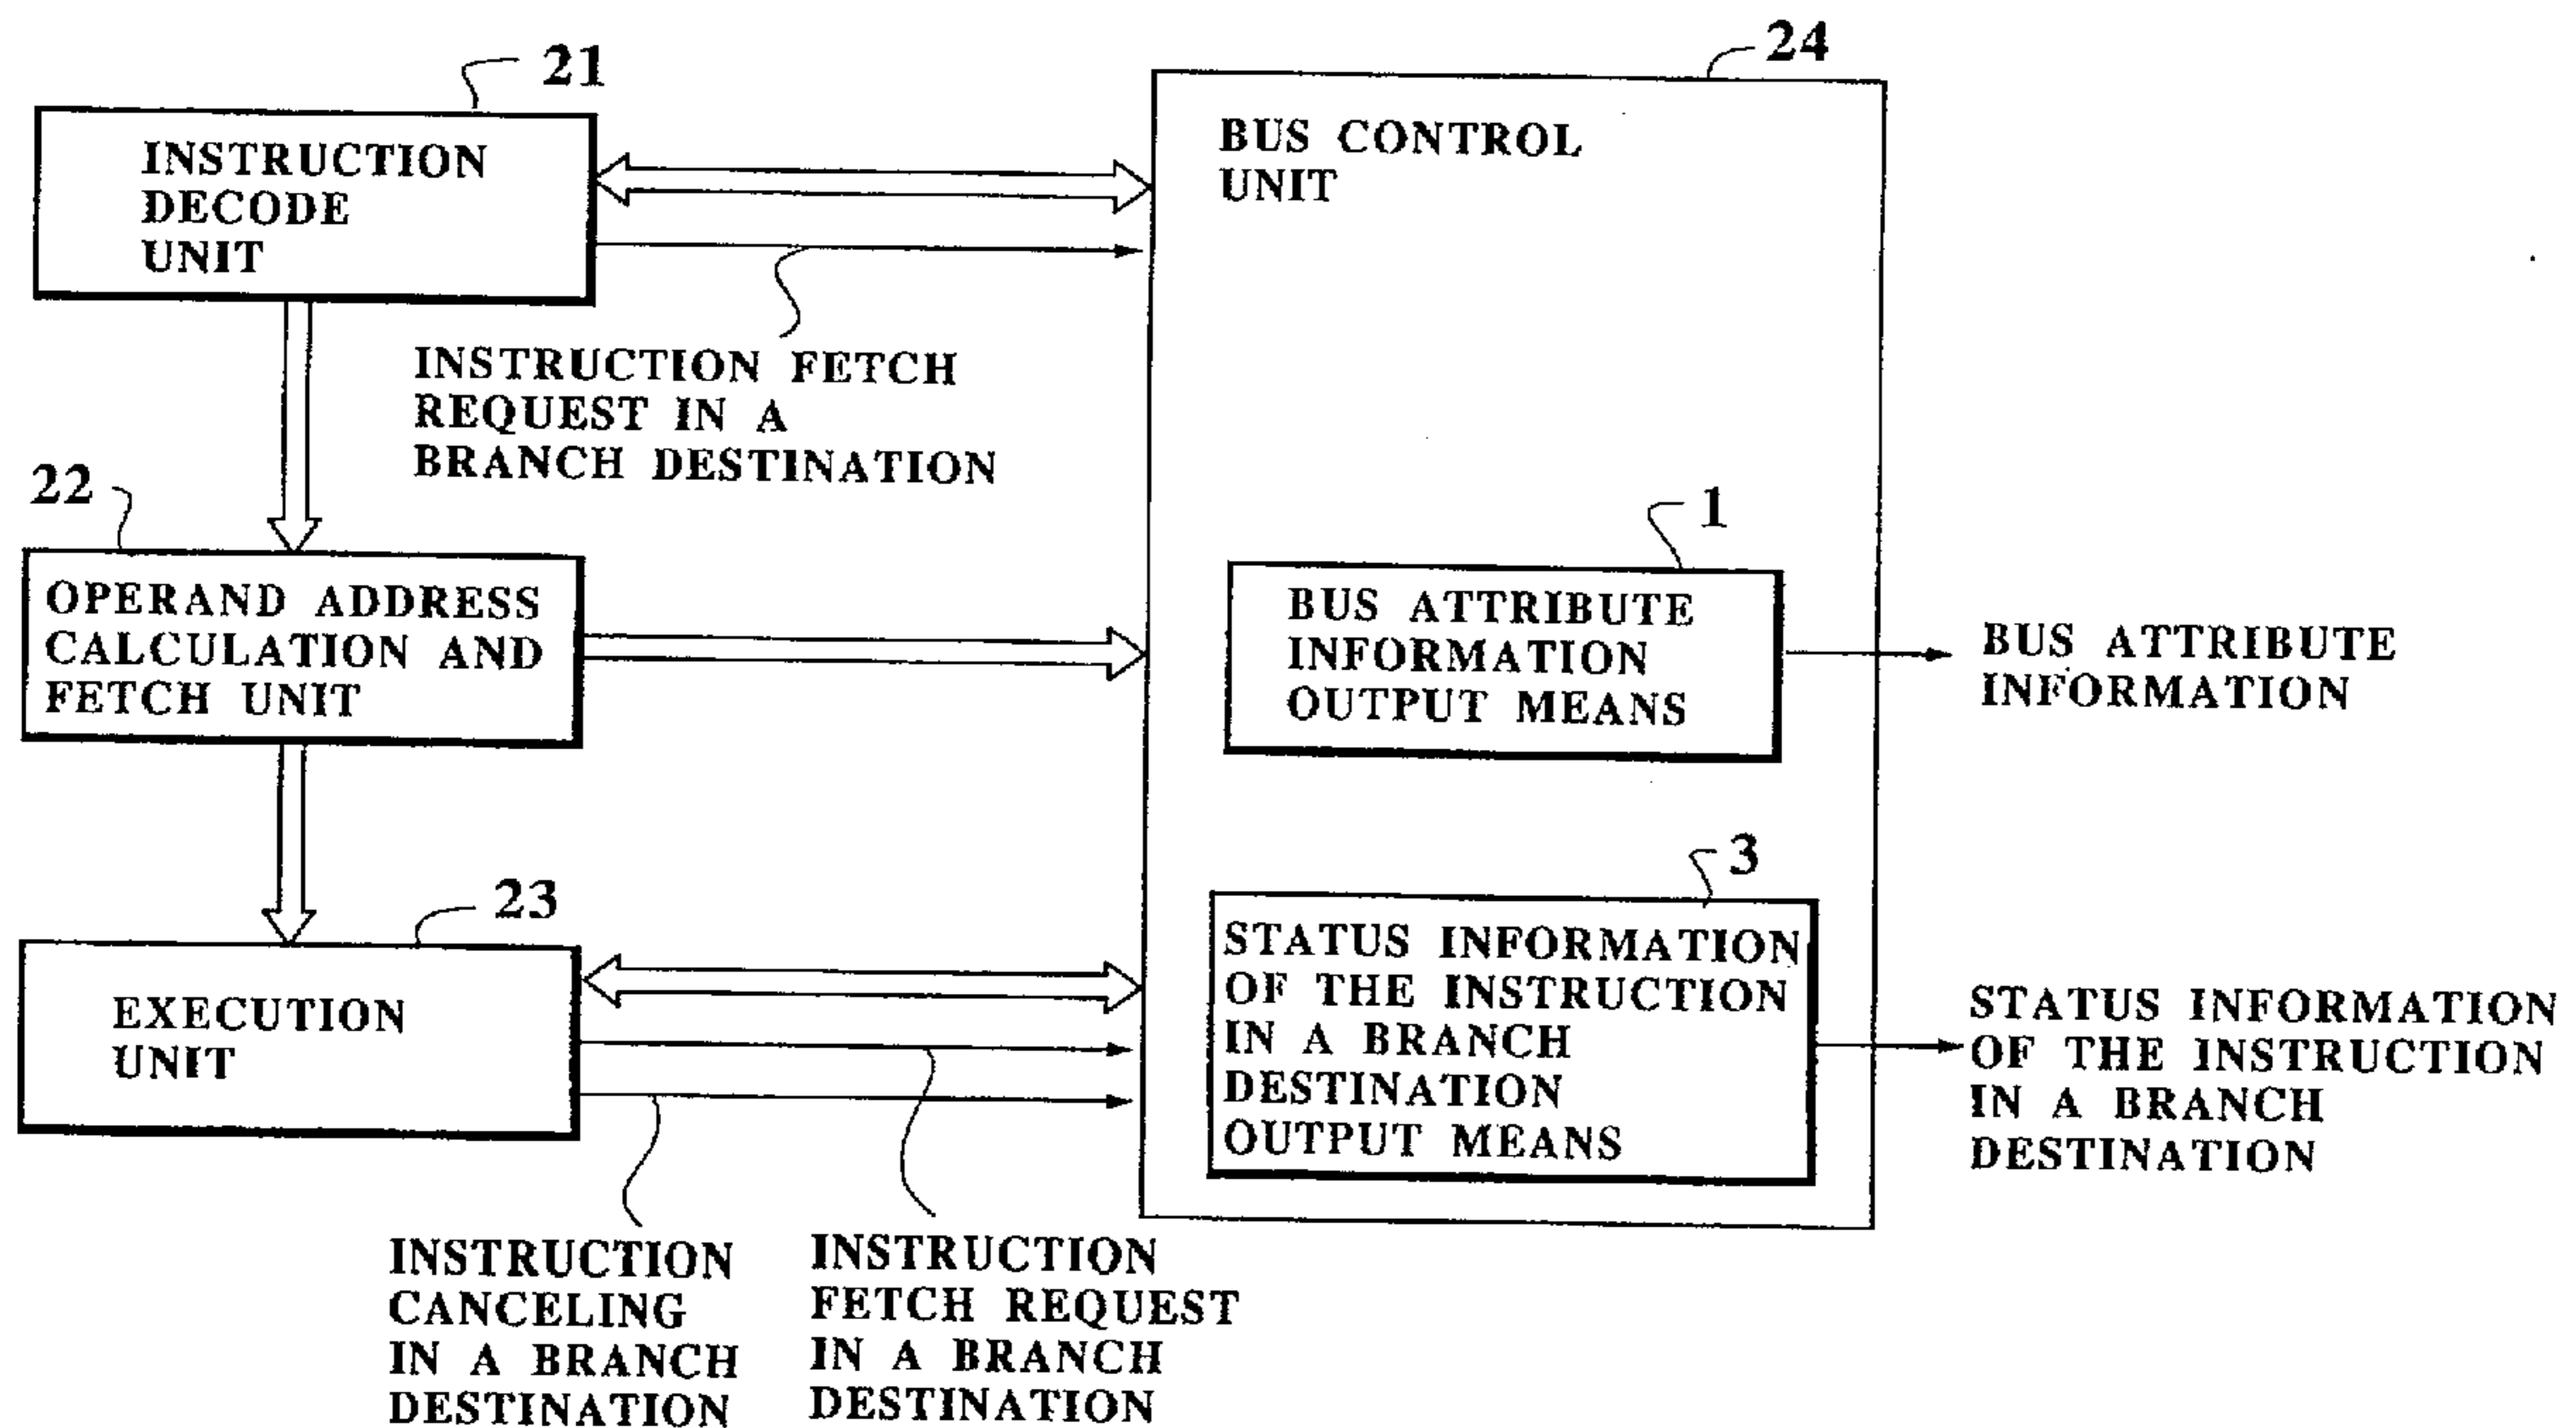 21
INSTRUCTION
DECODE
UNIT
INSTRUCTION FETCH
REQUEST IN A
BRANCH DESTINATION
22
OPERAND ADDRESS
CALCULATION AND
FETCH UNIT
23
EXECUTION
UNIT
INSTRUCTION
CANCELING
IN A BRANCH
DESTINATION
INSTRUCTION
FETCH REQUEST
IN A BRANCH
DESTINATION
24
BUS CONTROL
UNIT
1
BUS ATTRIBUTE
INFORMATION
OUTPUT MEANS
BUS ATTRIBUTE
INFORMATION
3
STATUS INFORMATION
OF THE INSTRUCTION
IN A BRANCH
DESTINATION
OUTPUT MEANS
STATUS INFORMATION
OF THE INSTRUCTION
IN A BRANCH
DESTINATION